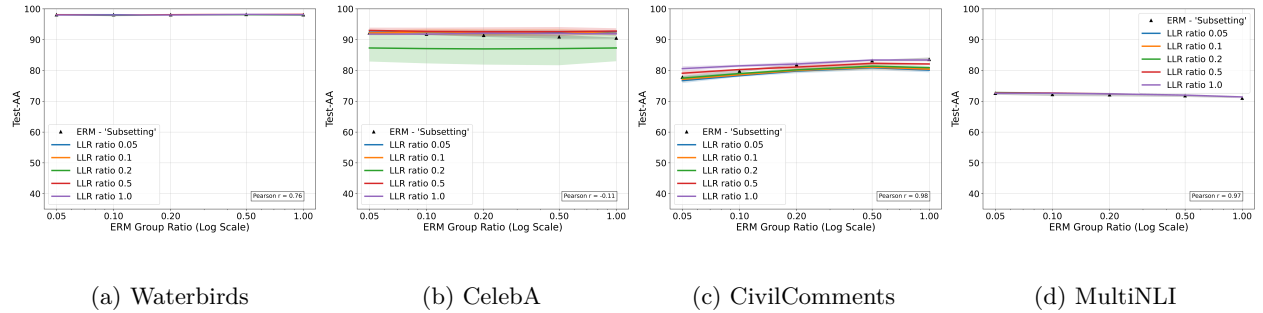 100
90
80
70
60
50
40
Test-AA
ERM - 'Subsetting'
LLR ratio 0.05
LLR ratio 0.1
LLR ratio 0.2
LLR ratio 0.5
LLR ratio 1.0
Pearson r = 0.76
0.05 0.10 0.20 0.50 1.00
ERM Group Ratio (Log Scale)
(a) Waterbirds
100
90
80
70
60
50
40
Test-AA
ERM - 'Subsetting'
LLR ratio 0.05
LLR ratio 0.1
LLR ratio 0.2
LLR ratio 0.5
LLR ratio 1.0
Pearson r = -0.11
0.05 0.10 0.20 0.50 1.00
ERM Group Ratio (Log Scale)
(b) CelebA
100
90
80
70
60
50
40
Test-AA
ERM - 'Subsetting'
LLR ratio 0.05
LLR ratio 0.1
LLR ratio 0.2
LLR ratio 0.5
LLR ratio 1.0
Pearson r = 0.98
0.05 0.10 0.20 0.50 1.00
ERM Group Ratio (Log Scale)
(c) CivilComments
100
90
80
70
60
50
40
Test-AA
ERM - 'Subsetting'
LLR ratio 0.05
LLR ratio 0.1
LLR ratio 0.2
LLR ratio 0.5
LLR ratio 1.0
Pearson r = 0.97
0.05 0.10 0.20 0.50 1.00
ERM Group Ratio (Log Scale)
(d) MultiNLI